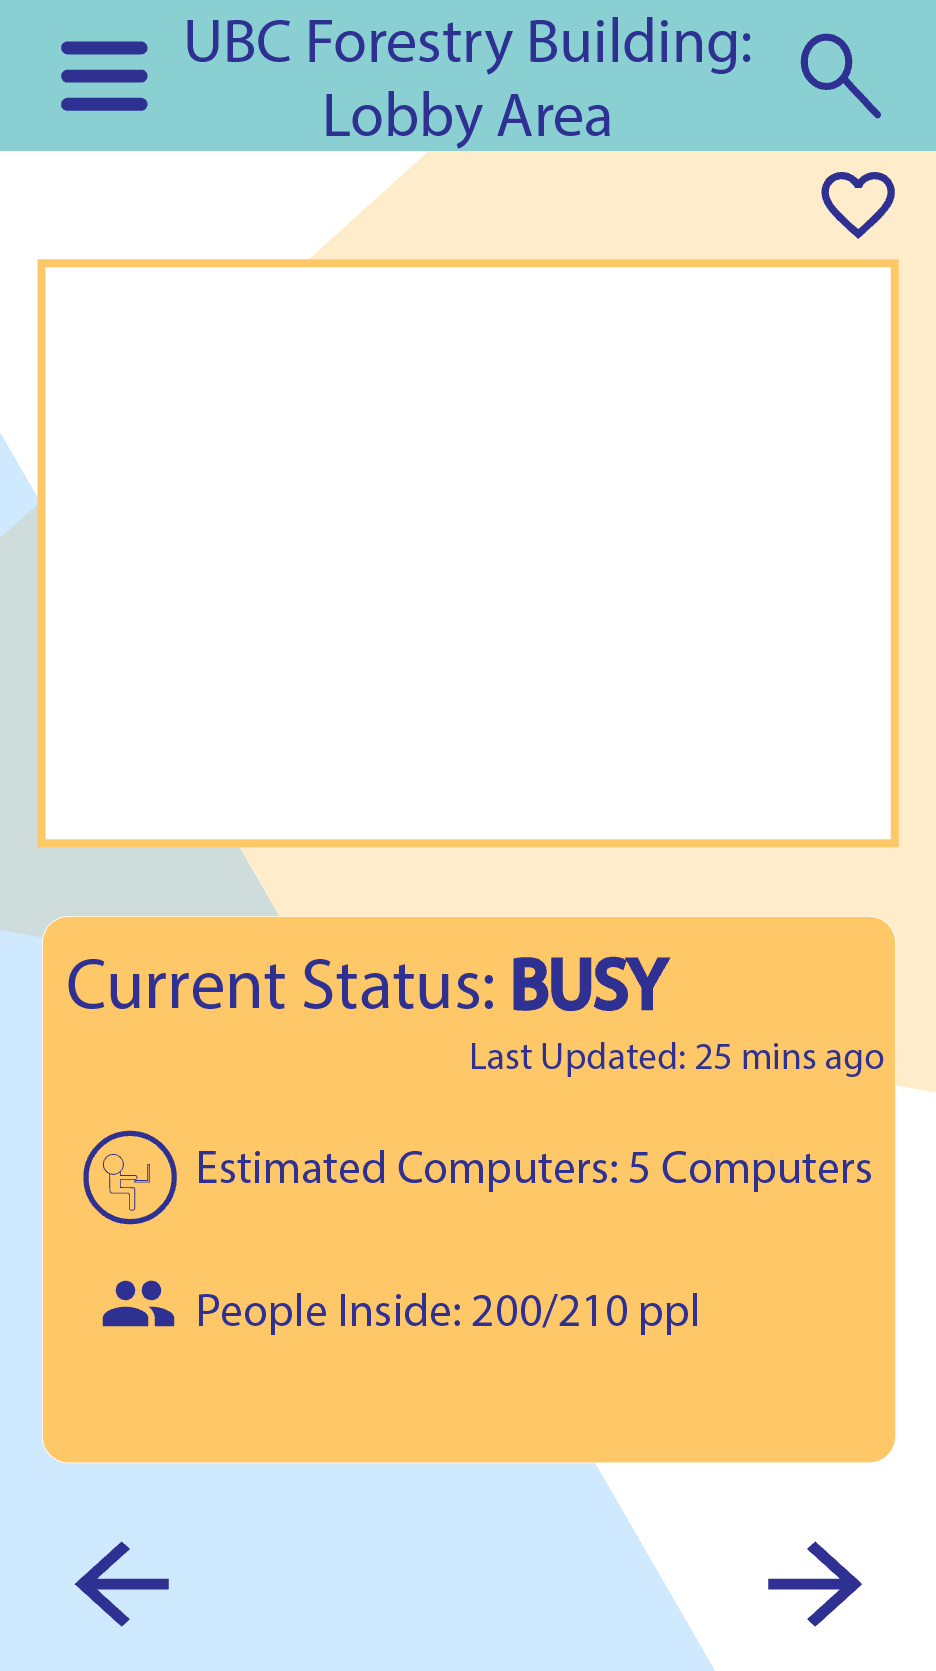 UBC Forestry Building:
Lobby Area
Current Status: BUSY
Last Updated: 25 mins ago
Estimated Computers: 5 Computers
People Inside: 200/210 ppl